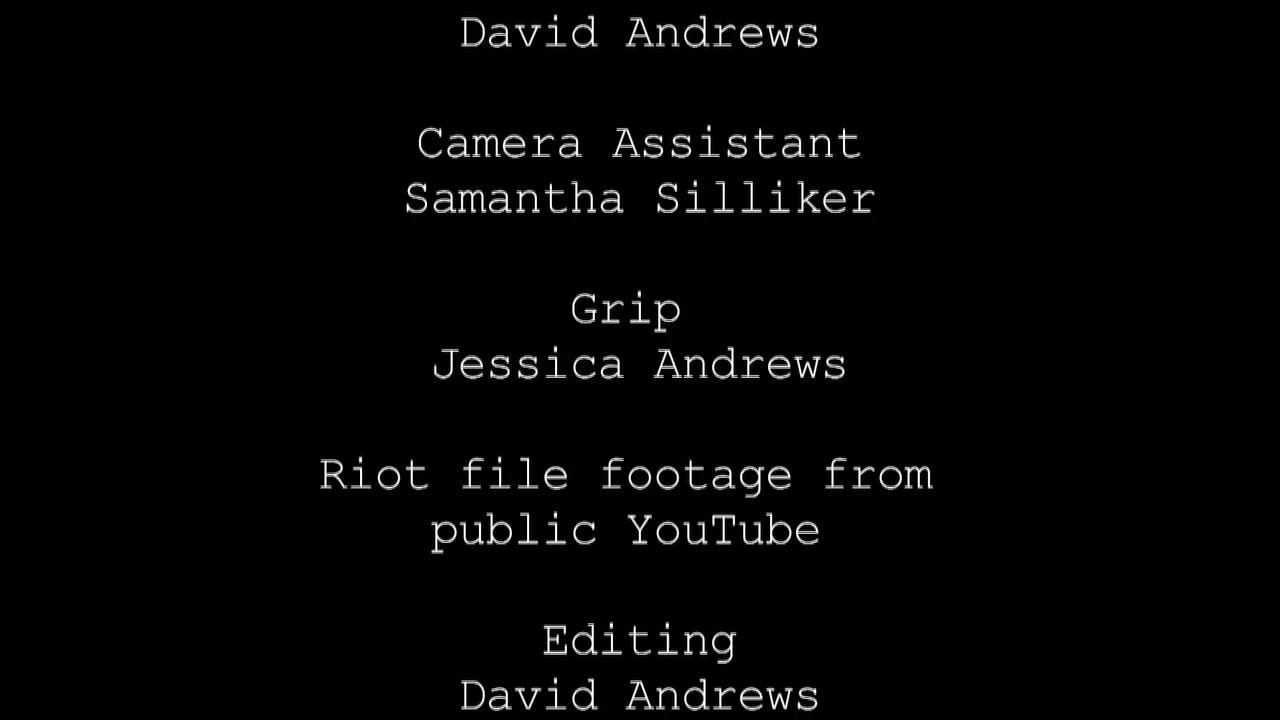 David Andrews
Camera Assistant
Samantha Silliker
Grip
Jessica Andrews
Riot file footage from
public YouTube
Editing
David Andrews